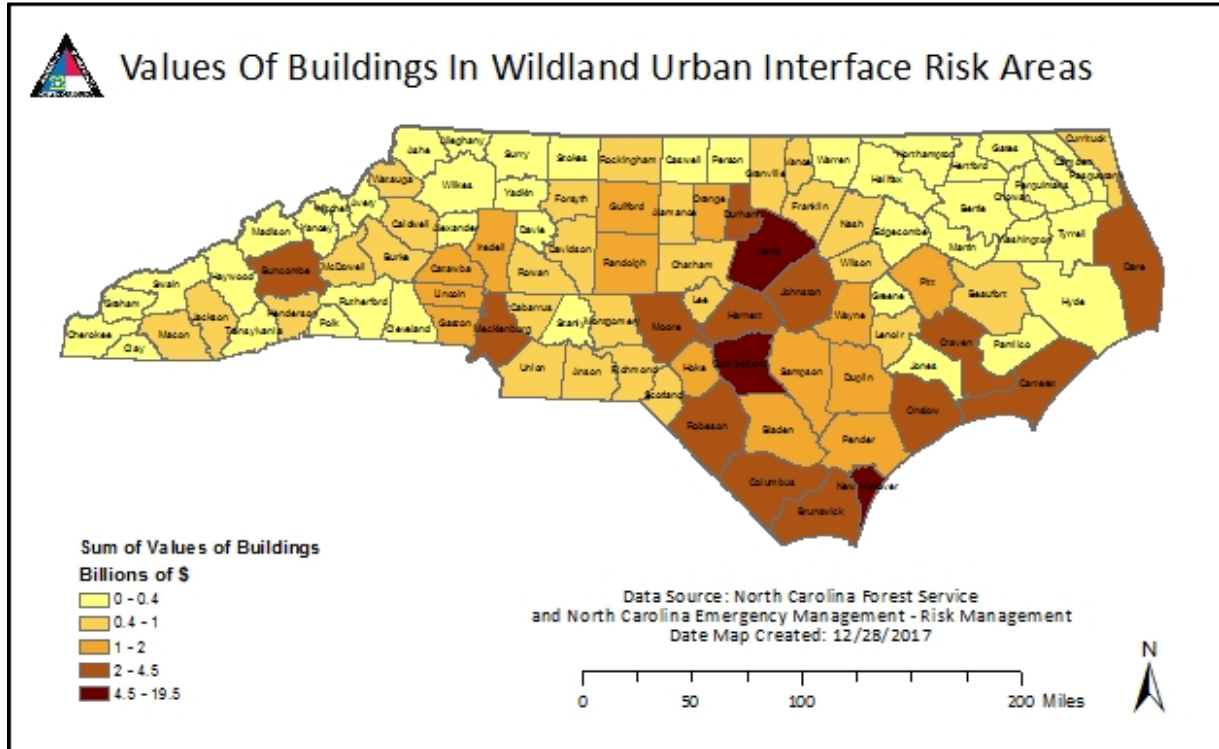 Values Of Buildings In Wildland Urban Interface Risk Areas
Ashe
Alleghany
Surry
Stokes
Rockingham
Caswell
Person
Granville
Vance
Warren
Halifax
Northampton
Hertford
Gates
Camden
Currituck
Pasquotank
Perquimans
Chowan
Watauga
Wilkes
Yadkin
Forsyth
Guilford
Alamance
Orange
Durham
Franklin
Nash
Edgecombe
Bertie
Martin
Washington
Tyrrell
Dare
Madison
Yancey
Mitchell
Avery
Caldwell
Alexander
Iredell
Davie
Davidson
Randolph
Chatham
Wake
Wilson
Pitt
Beaufort
Hyde
Haywood
Buncombe
McDowell
Burke
Catawba
Rowan
Lee
Johnston
Greene
Swain
Graham
Cherokee
Clay
Macon
Jackson
Transylvania
Henderson
Polk
Rutherford
Cleveland
Lincoln
Gaston
Mecklenburg
Cabarrus
Stanly
Montgomery
Moore
Harnett
Wayne
Lenoir
Craven
Pamlico
Jones
Carteret
Union
Anson
Richmond
Scotland
Hoke
Cumberland
Sampson
Duplin
Onslow
Robeson
Bladen
Pender
Columbus
Brunswick
New Hanover
Sum of Values of Buildings
Billions of $
0 - 0.4
0.4 - 1
1 - 2
2 - 4.5
4.5 - 19.5
Data Source: North Carolina Forest Service
and North Carolina Emergency Management - Risk Management
Date Map Created: 12/28/2017
N
0 50 100 200 Miles